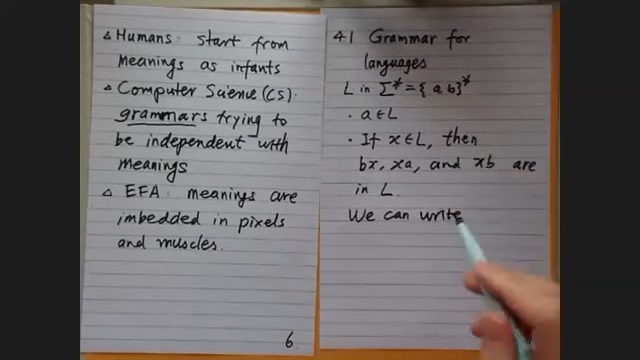 △ Humans: start from
meanings as infants
△ Computer Science (CS):
grammars trying to
be independent with
meanings
△ EFA: meanings are
imbedded in pixels
and muscles.
6
4.1 Grammar for
languages
L in Σ* = { a, b }*
· a ∈ L
· If x ∈ L, then
bx, xa, and xb are
in L.
We can write